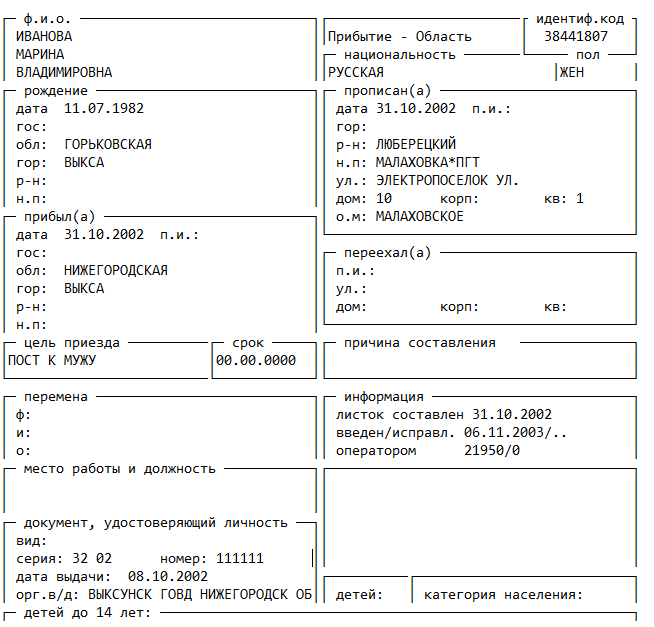 ф.и.о.
ИВАНОВА
МАРИНА
ВЛАДИМИРОВНА
Прибытие - Область
идентиф.код
38441807
национальность
РУССКАЯ
пол
ЖЕН
рождение
дата 11.07.1982
гос:
обл: ГОРЬКОВСКАЯ
гор: ВЫКСА
р-н:
н.п:
прописан(а)
дата 31.10.2002 п.и.:
гор:
р-н: ЛЮБЕРЕЦКИЙ
н.п: МАЛАХОВКА*ПГТ
ул.: ЭЛЕКТРОПОСЕЛОК УЛ.
дом: 10 корп: кв: 1
о.м: МАЛАХОВСКОЕ
прибыл(а)
дата 31.10.2002 п.и.:
гос:
обл: НИЖЕГОРОДСКАЯ
гор: ВЫКСА
р-н:
н.п:
переехал(а)
п.и.:
ул.:
дом: корп: кв:
цель приезда
ПОСТ К МУЖУ
срок
00.00.0000
причина составления
перемена
ф:
и:
о:
информация
листок составлен 31.10.2002
введен/исправл. 06.11.2003/..
оператором 21950/0
место работы и должность
документ, удостоверяющий личность
вид:
серия: 32 02 номер: 111111
дата выдачи: 08.10.2002
орг.в/д: ВЫКСУНСК ГОВД НИЖЕГОРОДСК ОБ
детей:
категория населения:
детей до 14 лет: